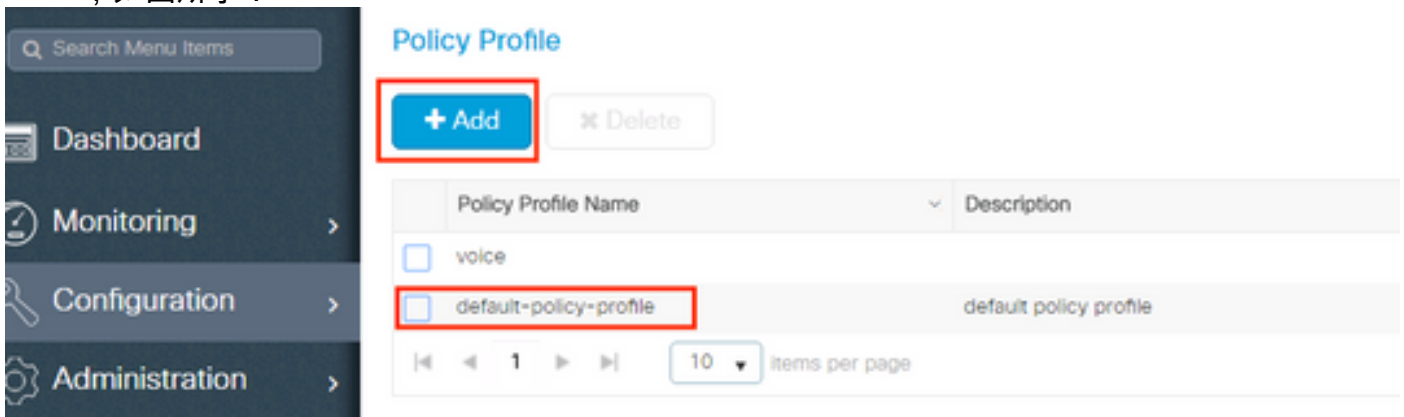 Search Menu Items
Dashboard
Monitoring
Configuration
Administration
Policy Profile
+ Add
✖ Delete
Policy Profile Name
Description
voice
default-policy-profile
default policy profile
1
10
items per page